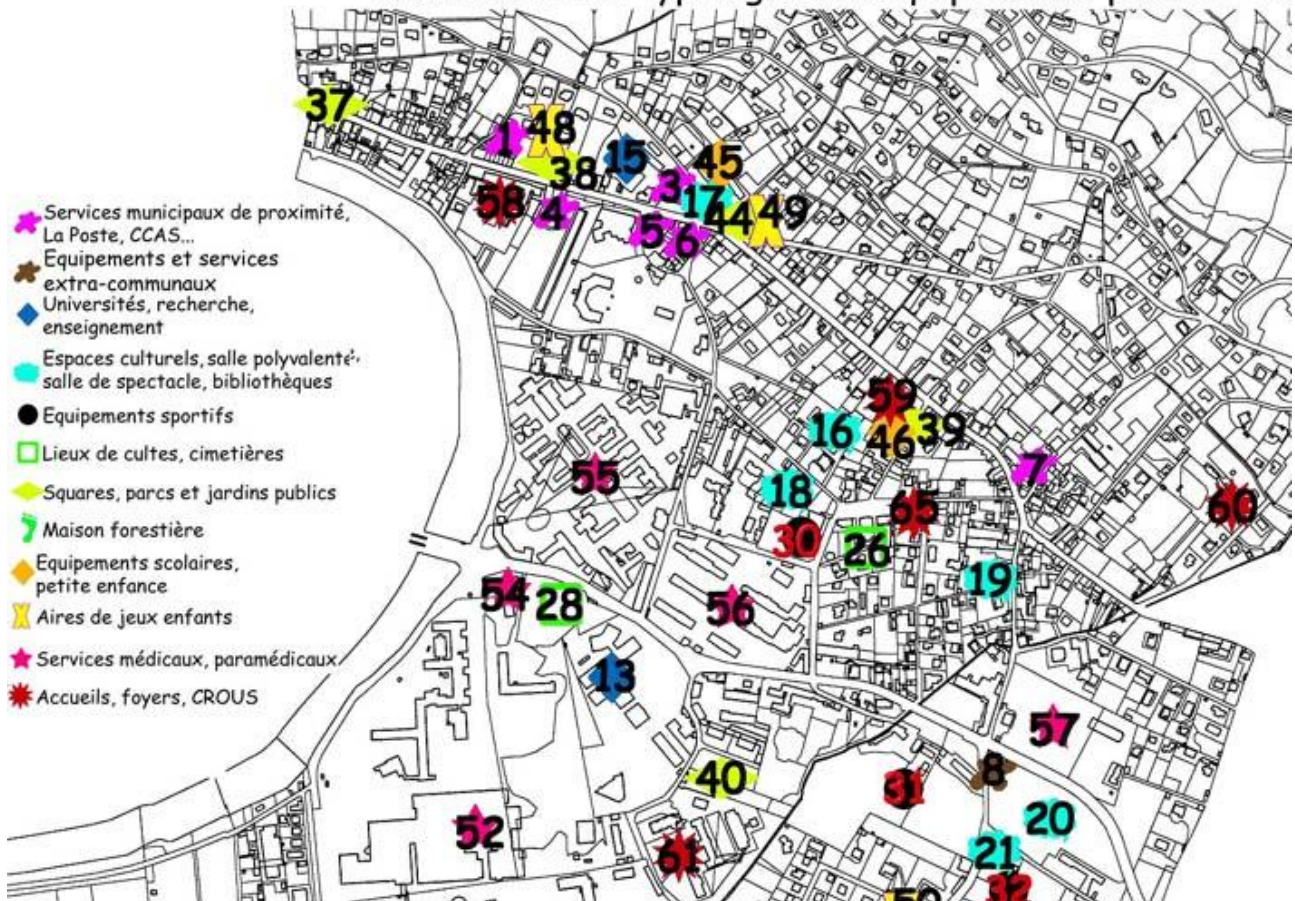 37
48
1
15
45
38
3
17
49
58
4
44
5
6
Services municipaux de proximité,
La Poste, CCAS...
Equipements et services
extra-communaux
Universités, recherche,
enseignement
Espaces culturels, salle polyvalente,
salle de spectacle, bibliothèques
Equipements sportifs
Lieux de cultes, cimetières
Squares, parcs et jardins publics
Maison forestière
Equipements scolaires,
petite enfance
Aires de jeux enfants
Services médicaux, paramédicaux
Accueils, foyers, CROUS
59
16
46
39
55
7
18
65
60
30
26
19
54
28
56
13
57
40
8
31
20
52
21
61
32
50